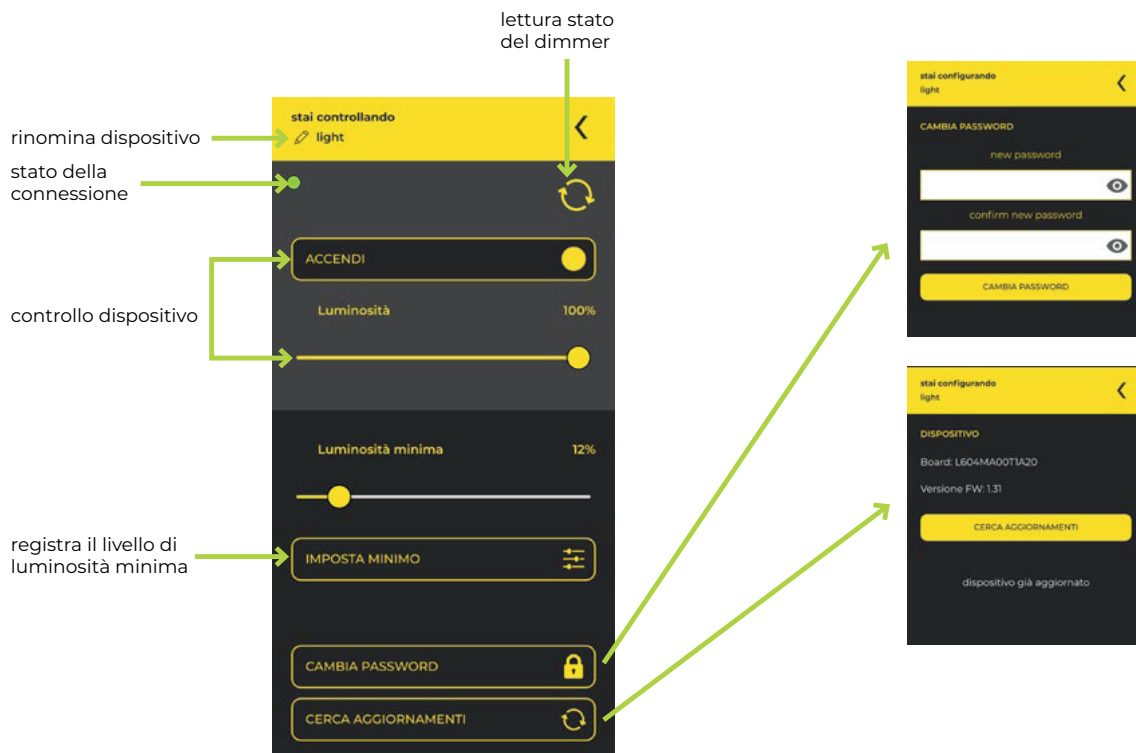 lettura stato
del dimmer
rinomina dispositivo
stato della
connessione
controllo dispositivo
registra il livello di
luminosità minima
stai controllando
light
ACCENDI
Luminosità 100%
Luminosità minima 12%
IMPOSTA MINIMO
CAMBIA PASSWORD
CERCA AGGIORNAMENTI
stai configurando
light
CAMBIA PASSWORD
new password
confirm new password
CAMBIA PASSWORD
stai configurando
light
DISPOSITIVO
Board: L604MA00T1A20
Versione FW: 1.31
CERCA AGGIORNAMENTI
dispositivo già aggiornato